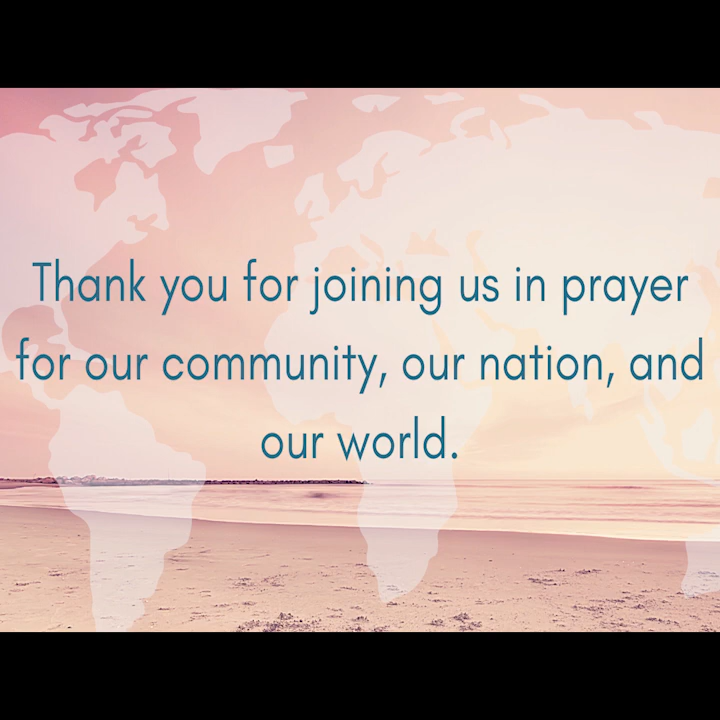 Thank you for joining us in prayer
for our community, our nation, and
our world.